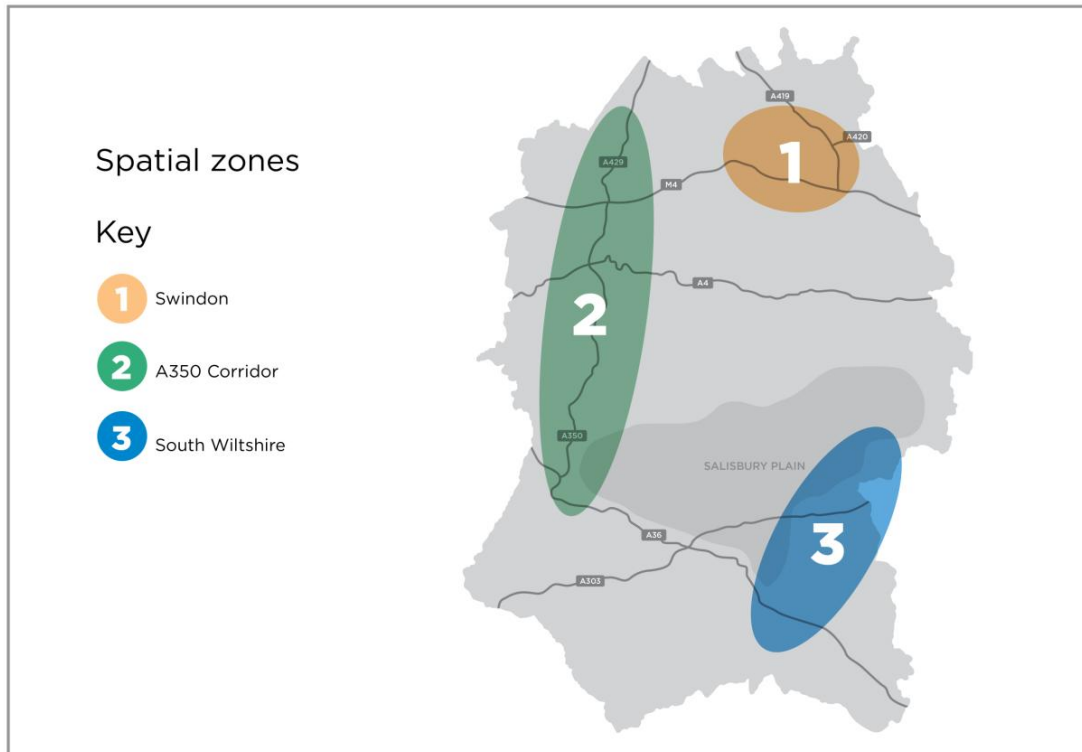 Spatial zones
Key
1 Swindon
2 A350 Corridor
3 South Wiltshire
A419
A420
1
A429
M4
A4
2
A350
SALISBURY PLAIN
A36
3
A303